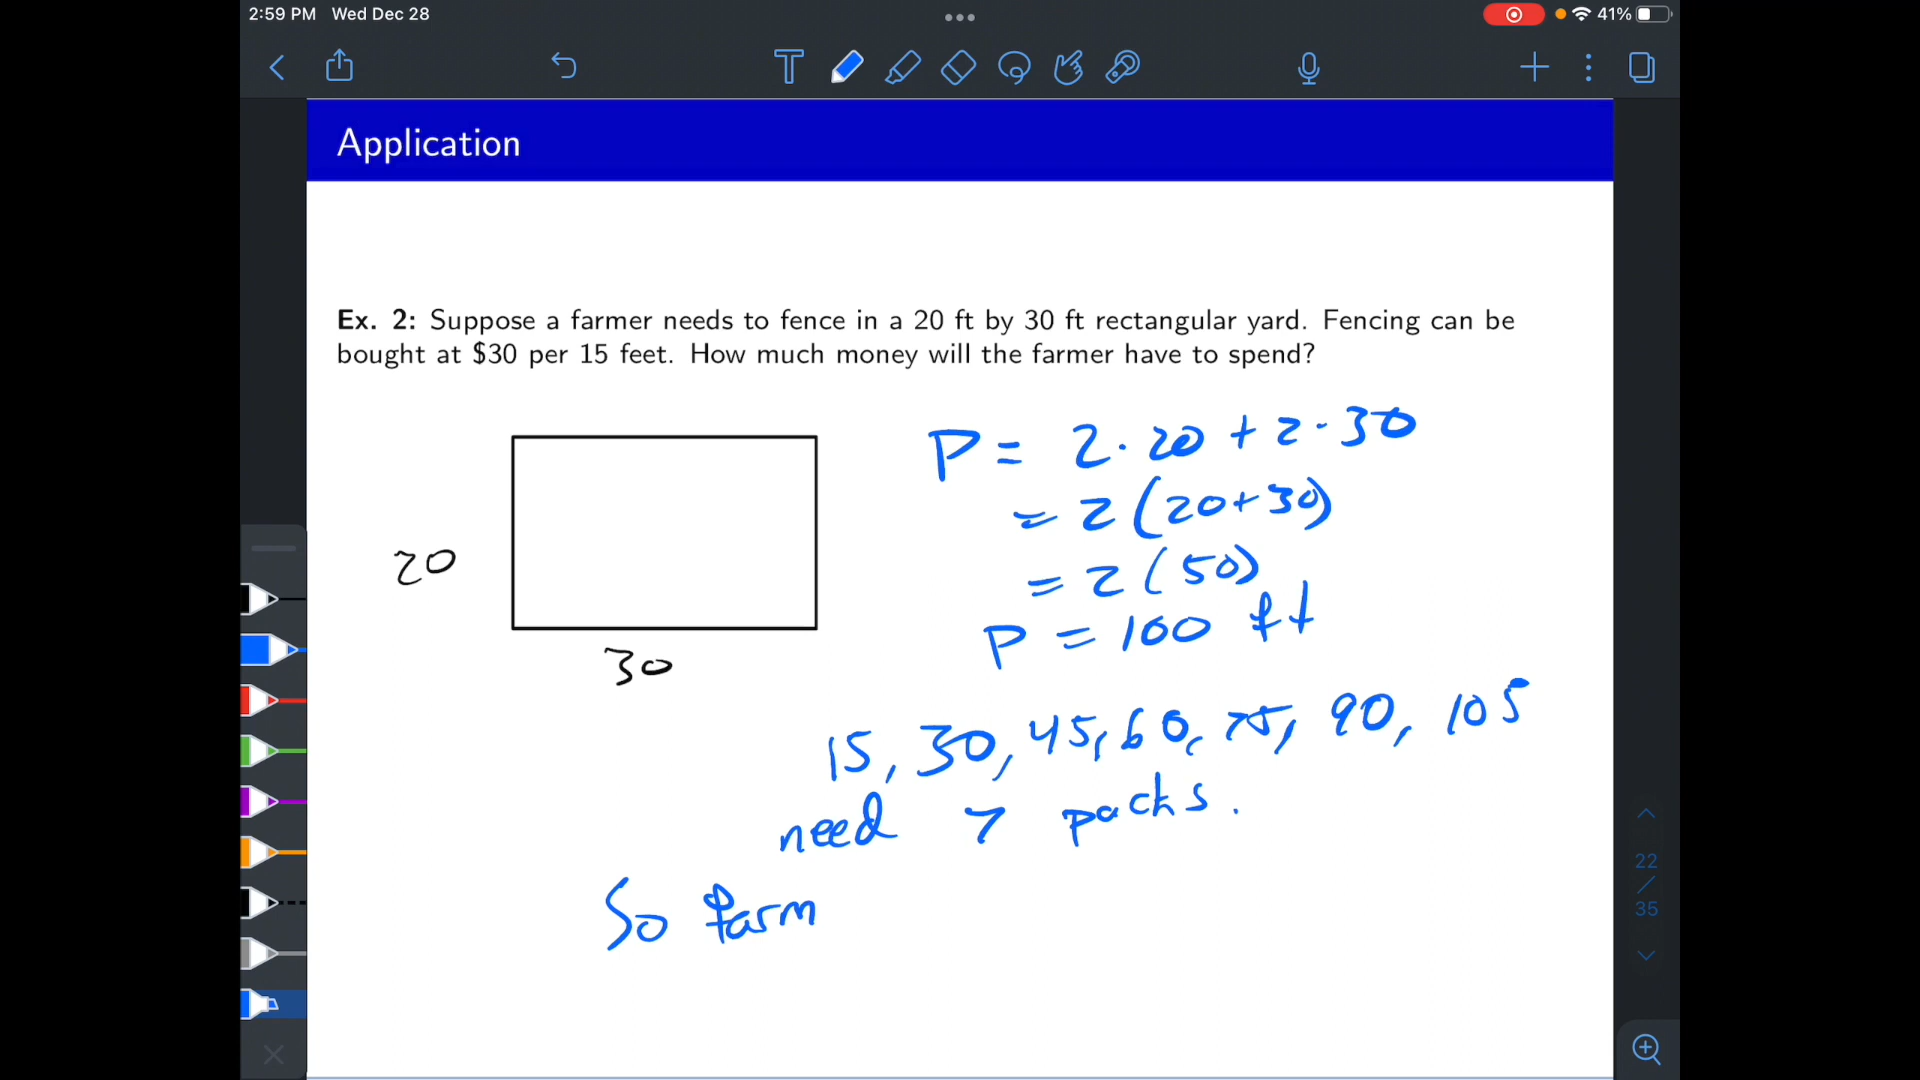 2:59 PM Wed Dec 28
41%
T
Application
Ex. 2: Suppose a farmer needs to fence in a 20 ft by 30 ft rectangular yard. Fencing can be
bought at $30 per 15 feet. How much money will the farmer have to spend?
P = 2·20 + 2·30
= 2(20+30)
= 2(50)
P = 100 ft
20
30
15, 30, 45, 60, 75, 90, 105
need 7 packs.
So farm
22
/
35